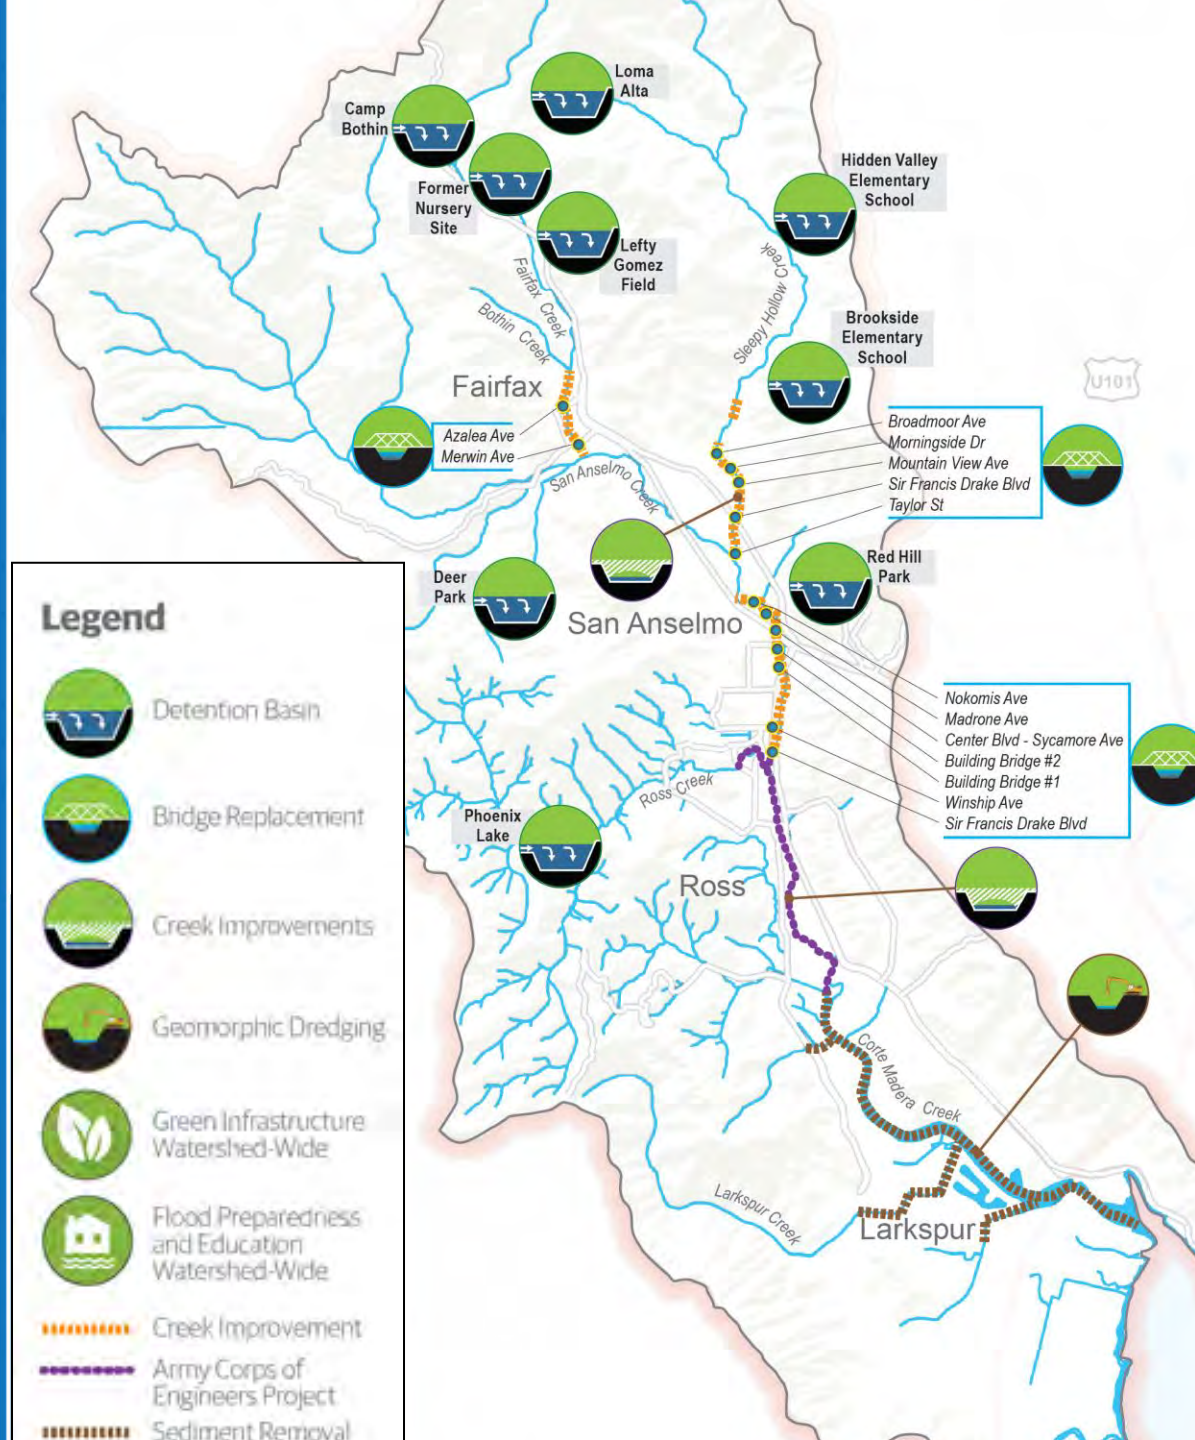 Loma
Alta
Camp
Bothin
Hidden Valley
Elementary
School
Former
Nursery
Site
Lefty
Gomez
Field
Fairfax Creek
Sleepy Hollow Creek
Bothin Creek
Brookside
Elementary
School
U101
Fairfax
Azalea Ave
Merwin Ave
Broadmoor Ave
Morningside Dr
Mountain View Ave
Sir Francis Drake Blvd
Taylor St
San Anselmo Creek
Red Hill
Park
Deer
Park
San Anselmo
Nokomis Ave
Madrone Ave
Center Blvd - Sycamore Ave
Building Bridge #2
Building Bridge #1
Winship Ave
Sir Francis Drake Blvd
Ross Creek
Phoenix
Lake
Ross
Corte Madera Creek
Larkspur Creek
Larkspur
Legend
Detention Basin
Bridge Replacement
Creek Improvements
Geomorphic Dredging
Green Infrastructure
Watershed-Wide
Flood Preparedness
and Education
Watershed-Wide
Creek Improvement
Army Corps of
Engineers Project
Sediment Removal